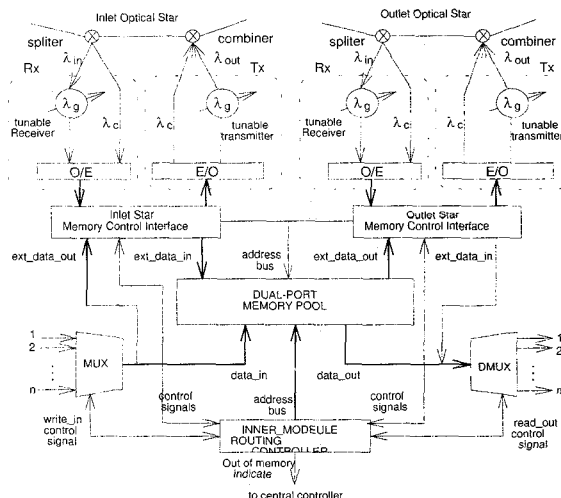 Inlet Optical Star
Outlet Optical Star
spliter
combiner
spliter
combiner
Rx
λin
λout
Tx
Rx
λin
λout
Tx
λg
λg
λg
λg
tunable
Receiver
λc
λc
tunable
transmitter
tunable
Receiver
λc
λc
tunable
transmitter
O/E
E/O
O/E
E/O
Inlet Star
Memory Control Interface
Outlet Star
Memory Control Interface
ext_data_out
ext_data_in
address
bus
ext_data_out
ext_data_in
DUAL-PORT
MEMORY POOL
1
2
:
n
MUX
DMUX
1
2
:
n
data_in
data_out
write_in
control
signal
control
signals
address
bus
control
signals
read_out
control
signal
INNER_MODEULE
ROUTING
CONTROLLER
Out of memory
indicate
to central controller